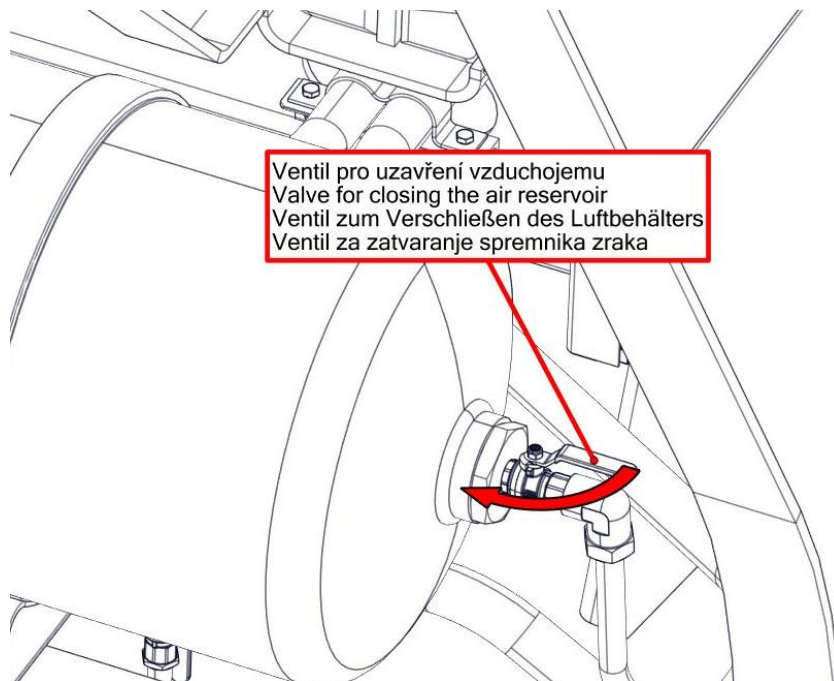 Ventil pro uzavření vzduchojemu
Valve for closing the air reservoir
Ventil zum Verschließen des Luftbehälters
Ventil za zatvaranje spremnika zraka